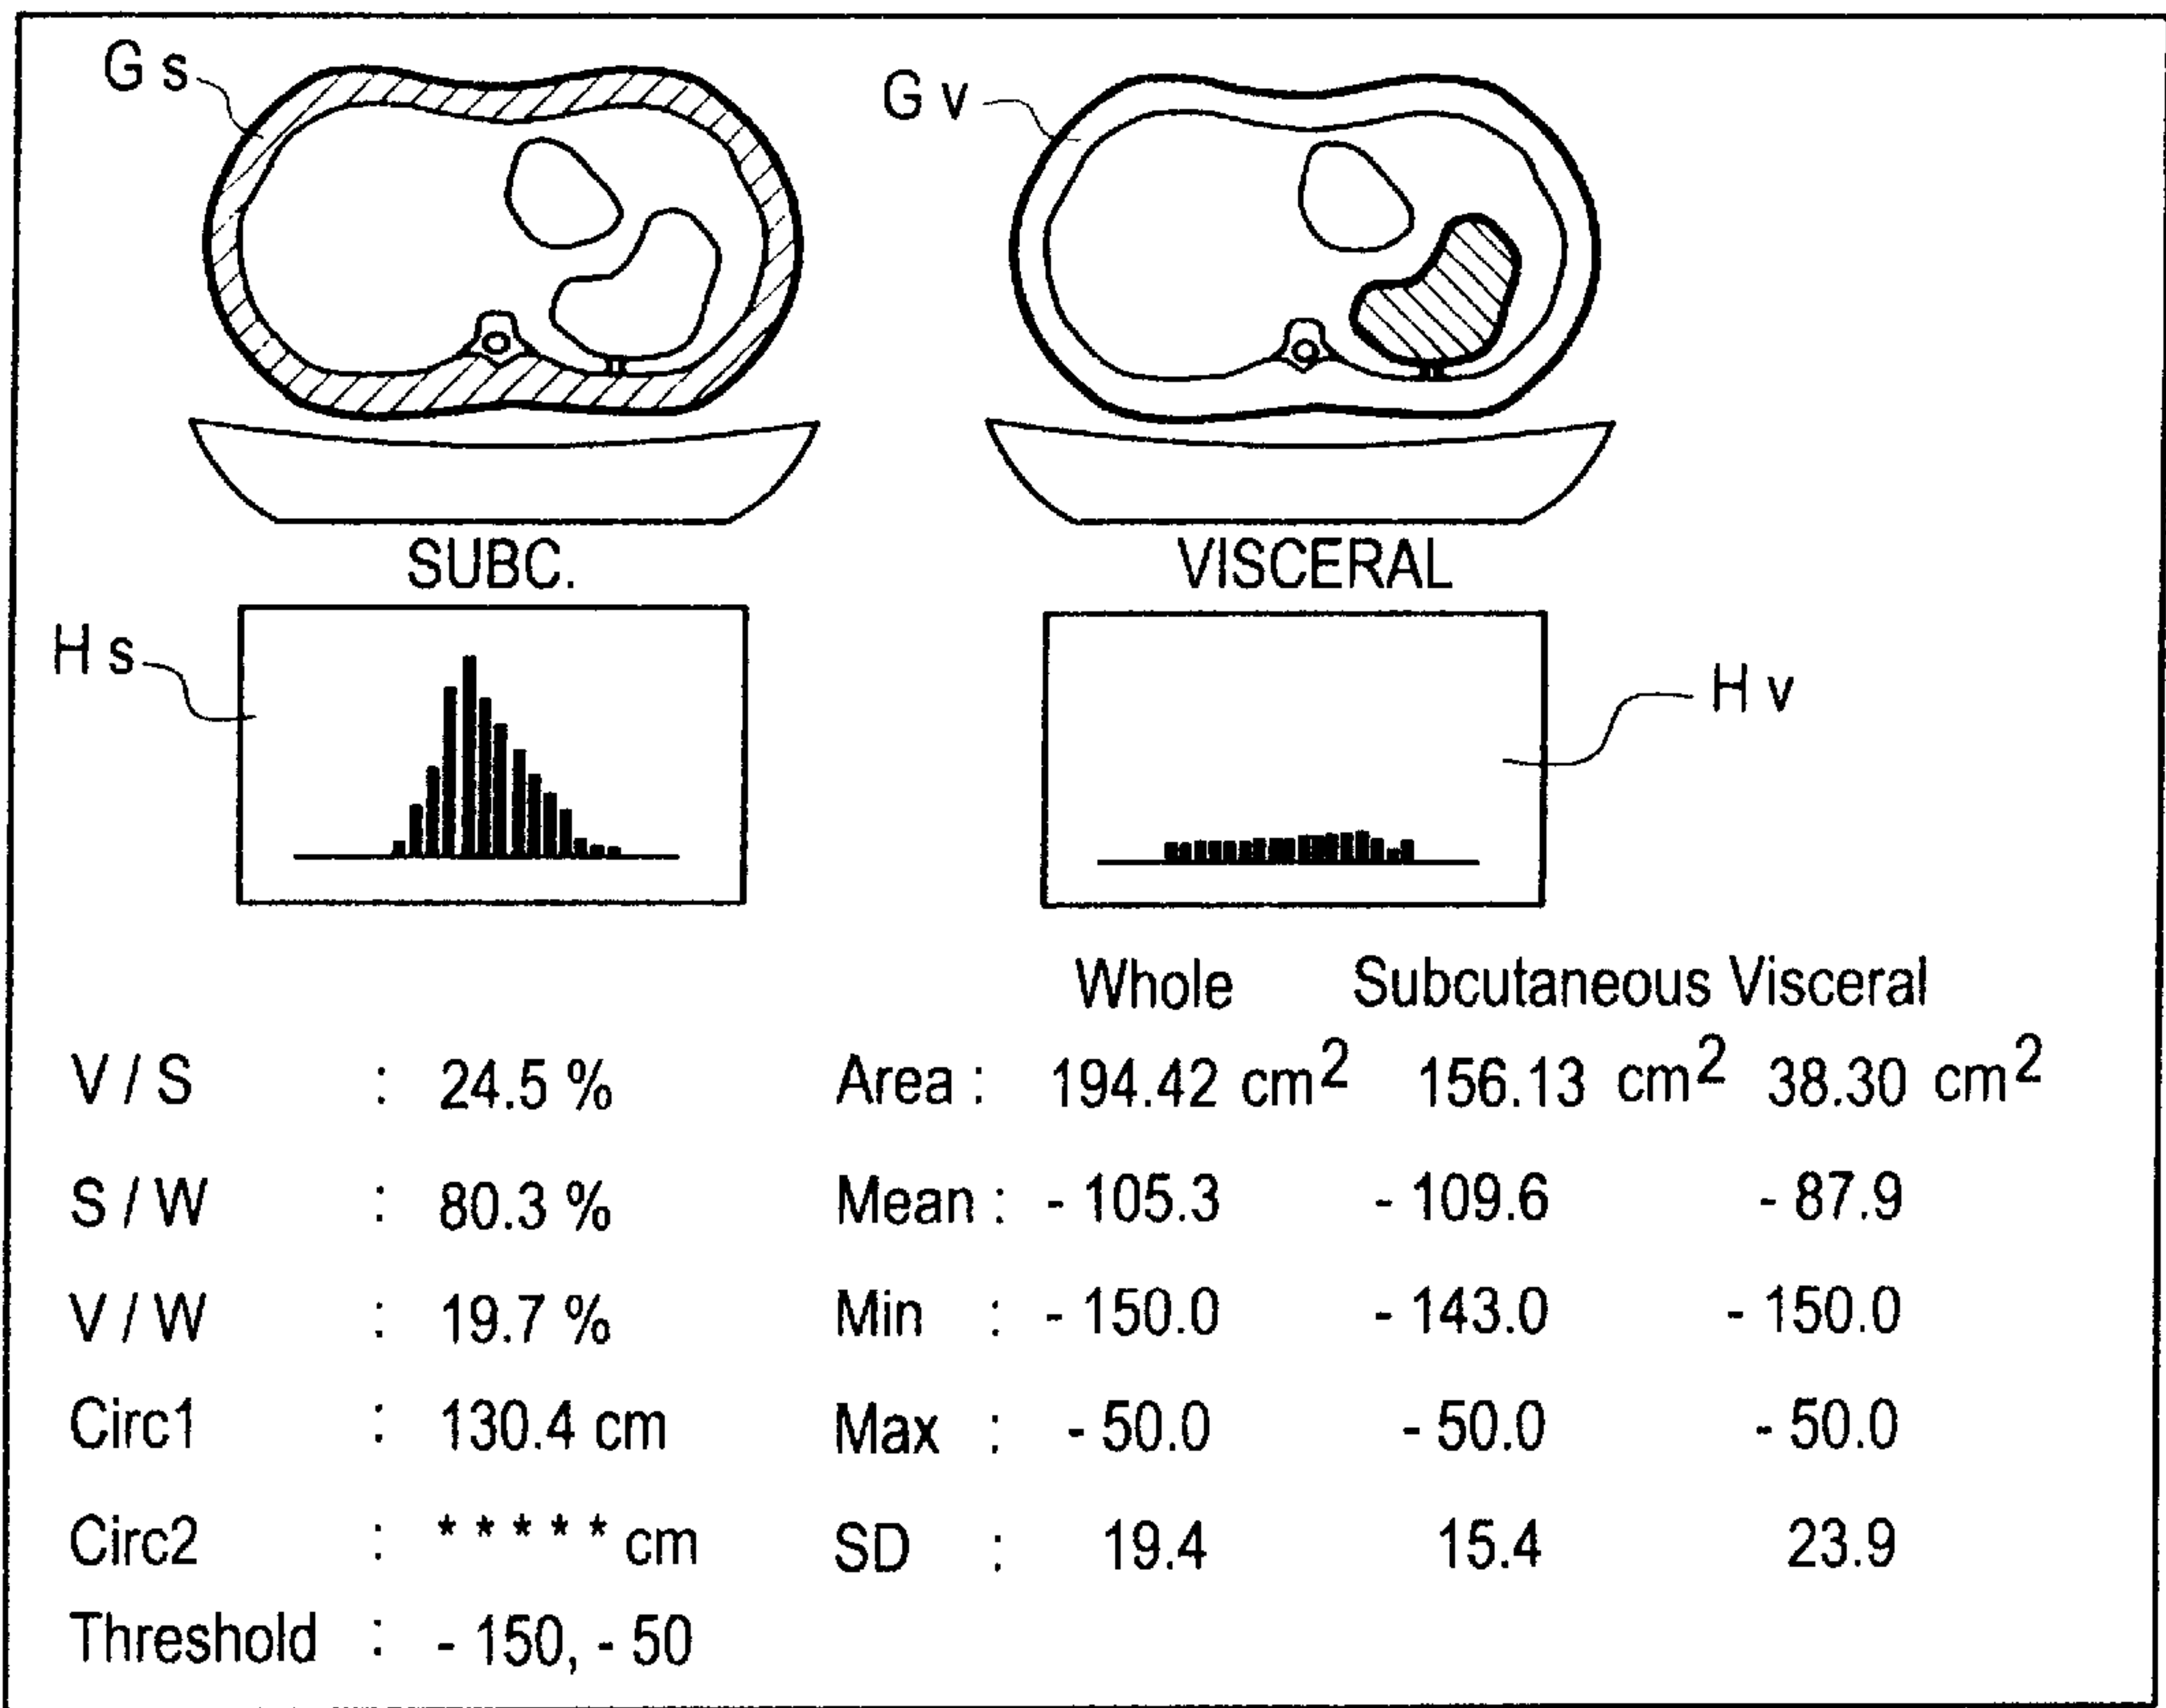 G s
G v
SUBC.
VISCERAL
H s
H v
Whole Subcutaneous Visceral
V / S : 24.5 % Area : 194.42 cm² 156.13 cm² 38.30 cm²
S / W : 80.3 % Mean : - 105.3 - 109.6 - 87.9
V / W : 19.7 % Min : - 150.0 - 143.0 - 150.0
Circ1 : 130.4 cm Max : - 50.0 - 50.0 - 50.0
Circ2 : * * * * * cm SD : 19.4 15.4 23.9
Threshold : - 150, - 50